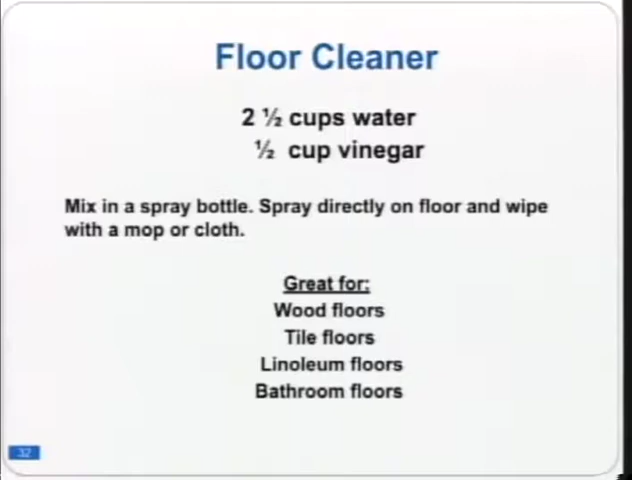 Floor Cleaner
2 ½ cups water
½ cup vinegar
Mix in a spray bottle. Spray directly on floor and wipe
with a mop or cloth.
Great for:
Wood floors
Tile floors
Linoleum floors
Bathroom floors
32